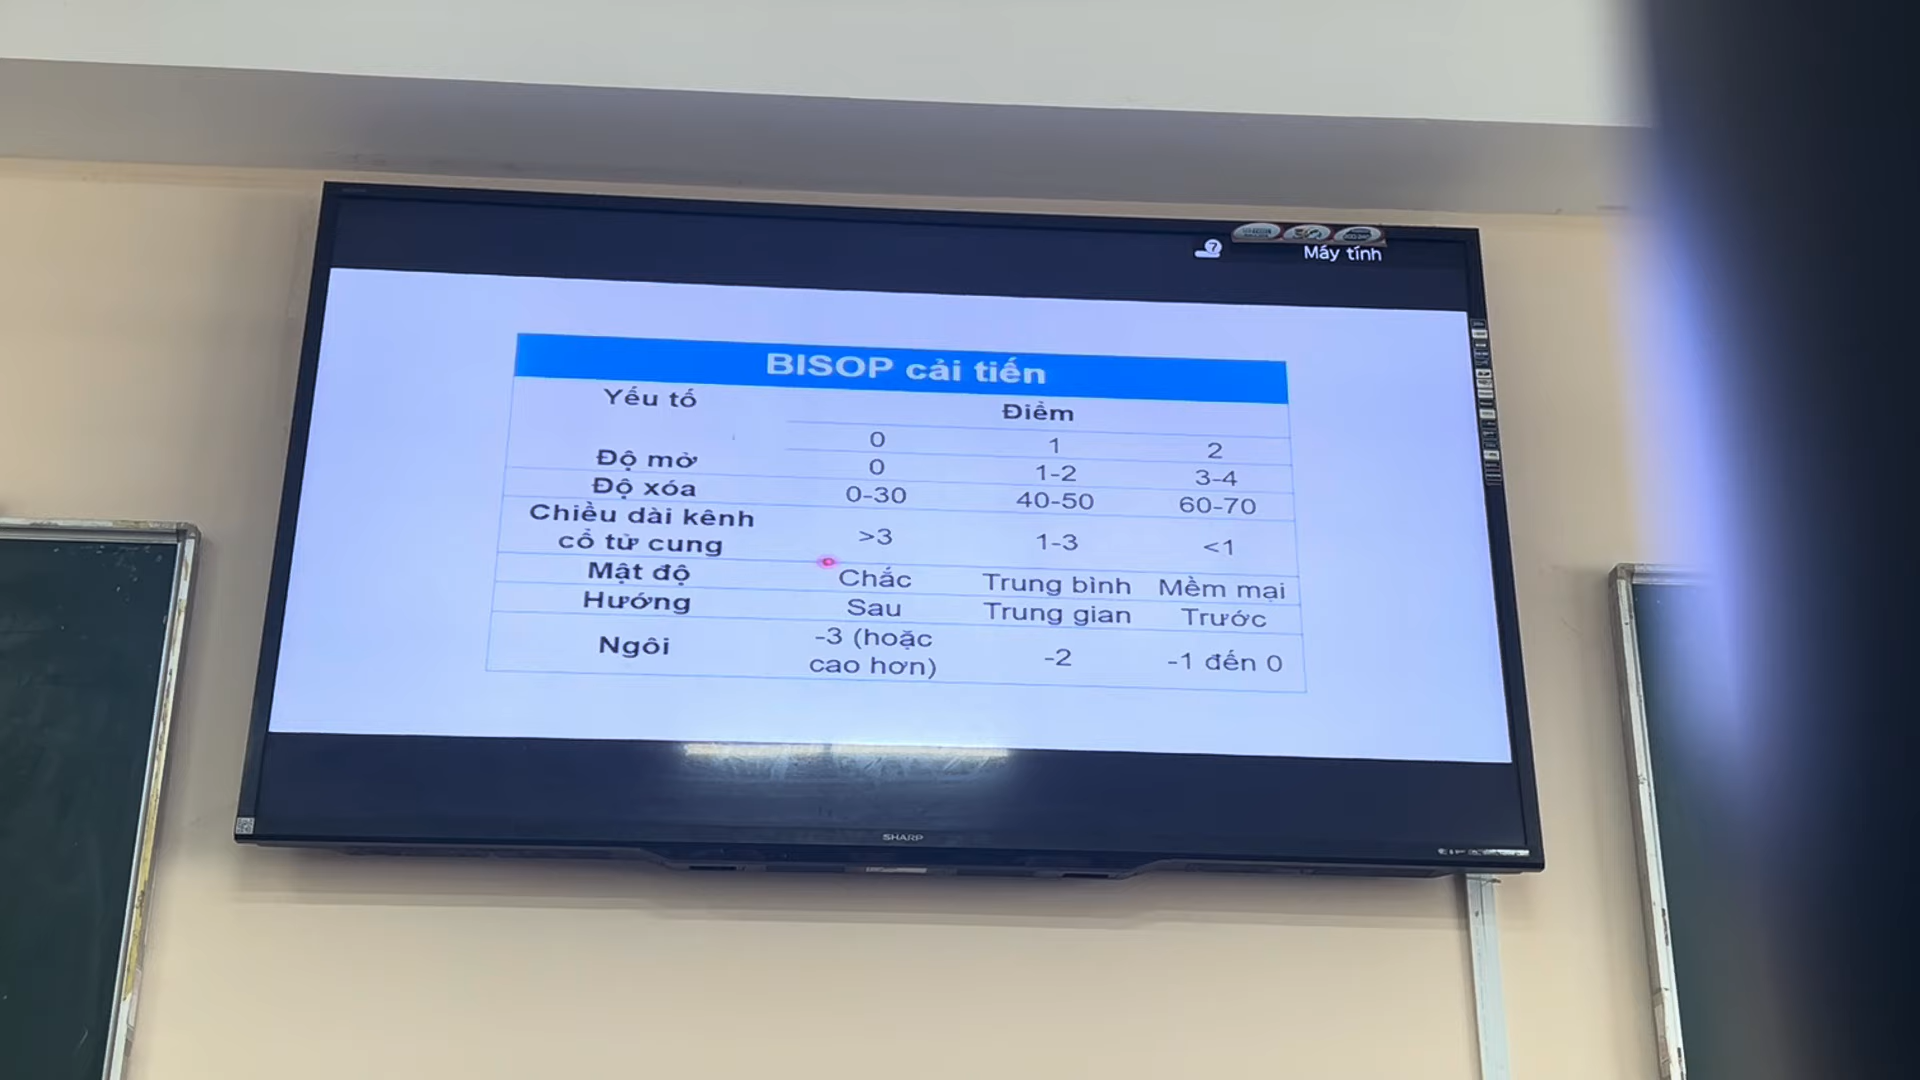 Máy tính
BISOP cải tiến
Yếu tố Điểm
0 1 2
Độ mở 0 1-2 3-4
Độ xóa 0-30 40-50 60-70
Chiều dài kênh
cổ tử cung >3 1-3 <1
Mật độ Chắc Trung bình Mềm mại
Hướng Sau Trung gian Trước
Ngôi -3 (hoặc
cao hơn) -2 -1 đến 0
SHARP